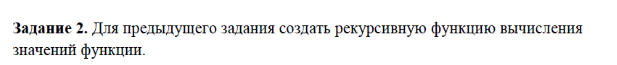 Задание 2. Для предыдущего задания создать рекурсивную функцию вычисления
значений функции.